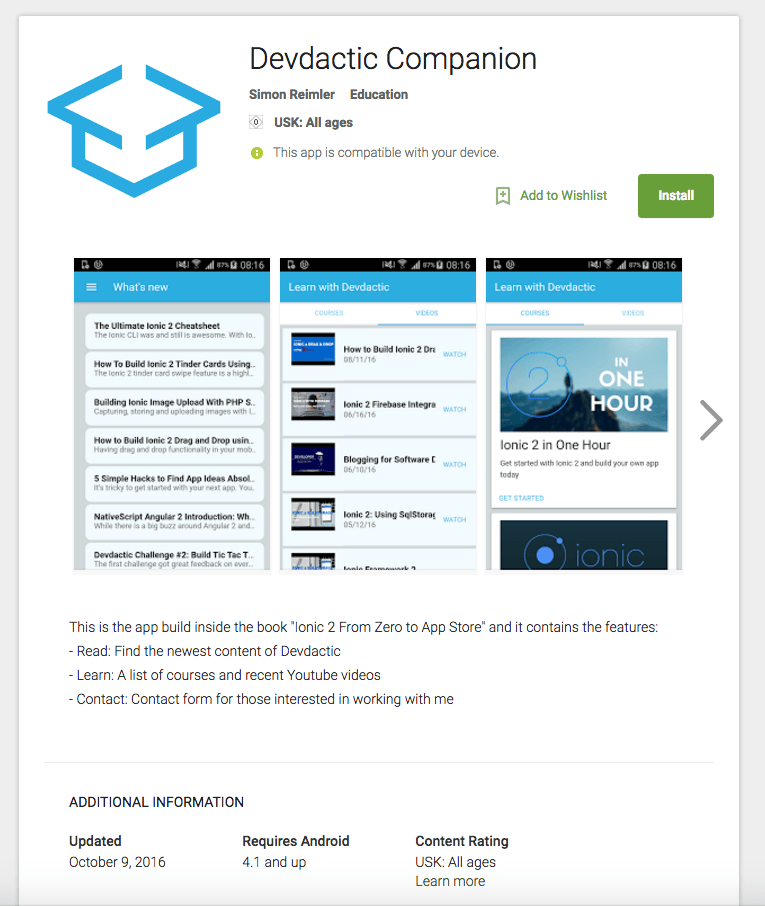 Devdactic Companion
Simon Reimler Education
0 USK: All ages
This app is compatible with your device.
Add to Wishlist Install
87% 08:16
What's new
The Ultimate Ionic 2 Cheatsheet
The Ionic CLI was and still is awesome. With Io..
How To Build Ionic 2 Tinder Cards Using..
The Ionic 2 tinder card swipe feature is a highl..
Building Ionic Image Upload With PHP S..
Capturing, storing and uploading images with I..
How to Build Ionic 2 Drag and Drop usin..
Having drag and drop functionality in your mob..
5 Simple Hacks to Find App Ideas Absol..
It's tricky to get started with your next app. You..
NativeScript Angular 2 Introduction: Wh..
While there is a big buzz around Angular 2 and..
Devdactic Challenge #2: Build Tic Tac T..
The first challenge got great feedback on ever..
87% 08:16
Learn with Devdactic
COURSES VIDEOS
How to Build Ionic 2 Dra
08/11/16
WATCH
Ionic 2 Firebase Integra
06/16/16
WATCH
Blogging for Software D
06/10/16
WATCH
Ionic 2: Using SqlStorag
05/12/16
WATCH
Ionic Framework 2
87% 08:16
Learn with Devdactic
COURSES VIDEOS
2 IN
ONE
HOUR
Ionic 2 in One Hour
Get started with Ionic 2 and build your own app
today
GET STARTED
ionic
This is the app build inside the book "Ionic 2 From Zero to App Store" and it contains the features:
- Read: Find the newest content of Devdactic
- Learn: A list of courses and recent Youtube videos
- Contact: Contact form for those interested in working with me
ADDITIONAL INFORMATION
Updated Requires Android Content Rating
October 9, 2016 4.1 and up USK: All ages
Learn more